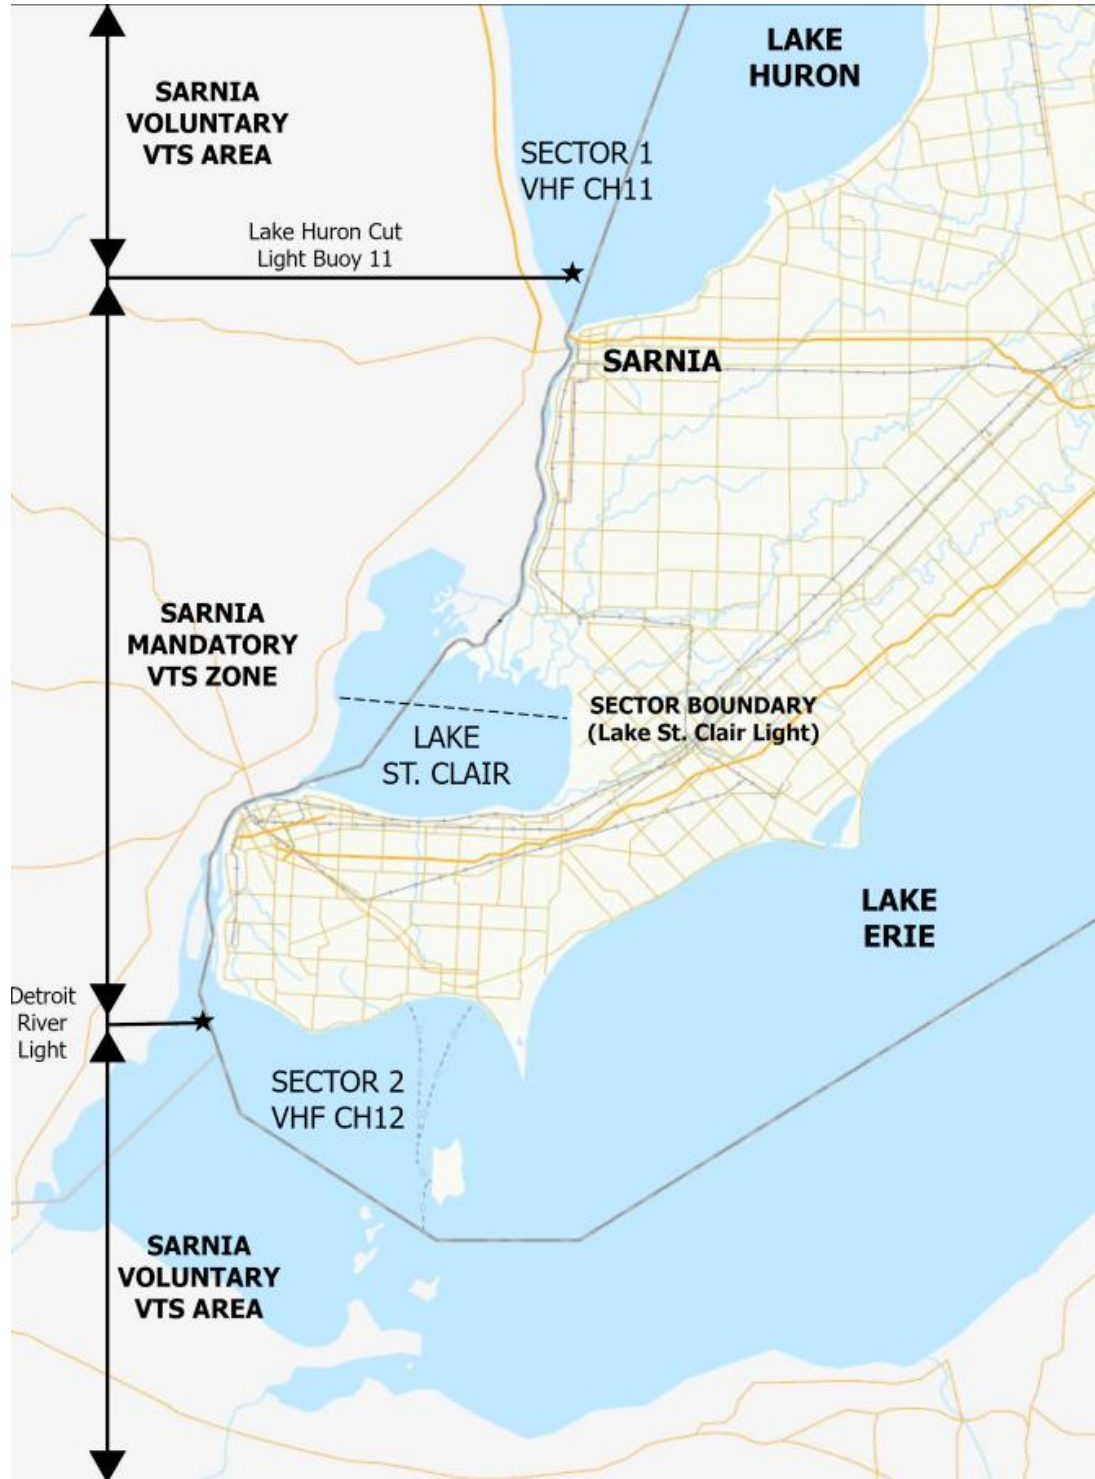 LAKE
HURON
SARNIA
VOLUNTARY
VTS AREA
SECTOR 1
VHF CH11
Lake Huron Cut
Light Buoy 11
SARNIA
SARNIA
MANDATORY
VTS ZONE
SECTOR BOUNDARY
(Lake St. Clair Light)
LAKE
ST. CLAIR
LAKE
ERIE
Detroit
River
Light
SECTOR 2
VHF CH12
SARNIA
VOLUNTARY
VTS AREA